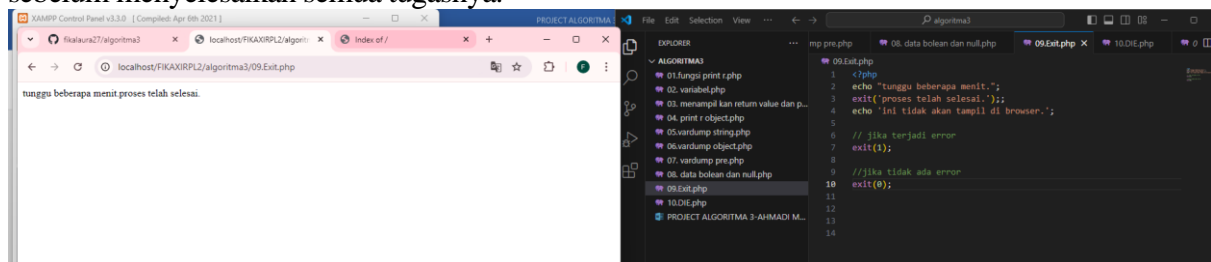 sebelum menyelesaikan semua tugasnya.
XAMPP Control Panel v3.3.0 [ Compiled: Apr 6th 2021 ]
PROJECT ALGORITMA
fikalaura27/algoritma3
localhost/FIKAXIRPL2/algorit
Index of /
localhost/FIKAXIRPL2/algoritma3/09.Exit.php
F
tunggu beberapa menit.proses telah selesai.
File Edit Selection View ... algoritma3
EXPLORER ...
ALGORITMA3
01.fungsi print r.php
02. variabel.php
03. menampil kan return value dan p...
04. print r object.php
05.vardump string.php
06.vardump object.php
07. vardump pre.php
08. data bolean dan null.php
09.Exit.php
10.DIE.php
PROJECT ALGORITMA 3-AHMADI M...
mp pre.php 08. data bolean dan null.php 09.Exit.php 10.DIE.php
09.Exit.php
1 <?php
2 echo "tunggu beberapa menit.";
3 exit('proses telah selesai.');;
4 echo 'ini tidak akan tampil di browser.';
5
6 // jika terjadi error
7 exit(1);
8
9 //jika tidak ada error
10 exit(0);
11
12
13
14